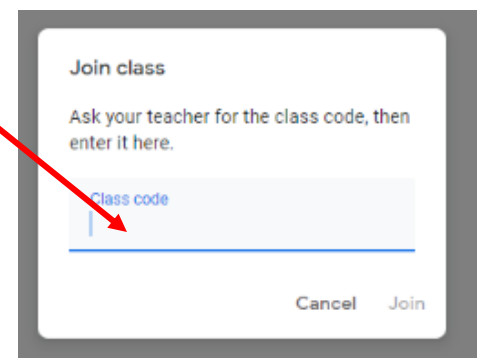 Join class
Ask your teacher for the class code, then
enter it here.
Class code
Cancel Join